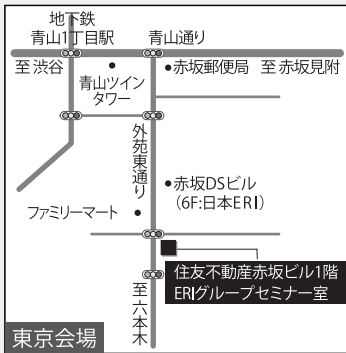 地下鉄
青山1丁目駅
青山通り
至 渋谷
青山ツイン
タワー
赤坂郵便局
至 赤坂見附
外苑東通り
赤坂DSビル
（6F:日本ERI）
ファミリーマート
住友不動産赤坂ビル1階
ERIグループセミナー室
至 六本木
東京会場